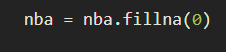 nba = nba.fillna(0)